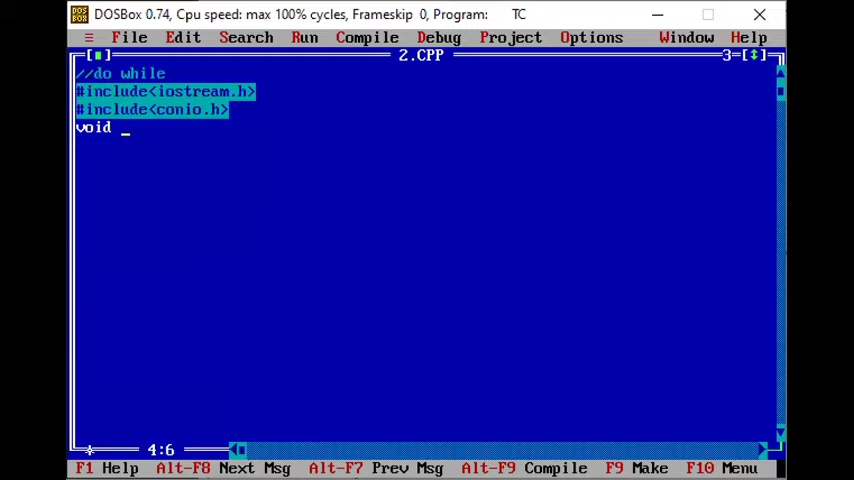 DOSBox 0.74, Cpu speed: max 100% cycles, Frameskip 0, Program: TC
≡ File Edit Search Run Compile Debug Project Options Window Help
[■] 2.CPP 3=[↕]
//do while
#include<iostream.h>
#include<conio.h>
void _
* 4:6
F1 Help Alt-F8 Next Msg Alt-F7 Prev Msg Alt-F9 Compile F9 Make F10 Menu